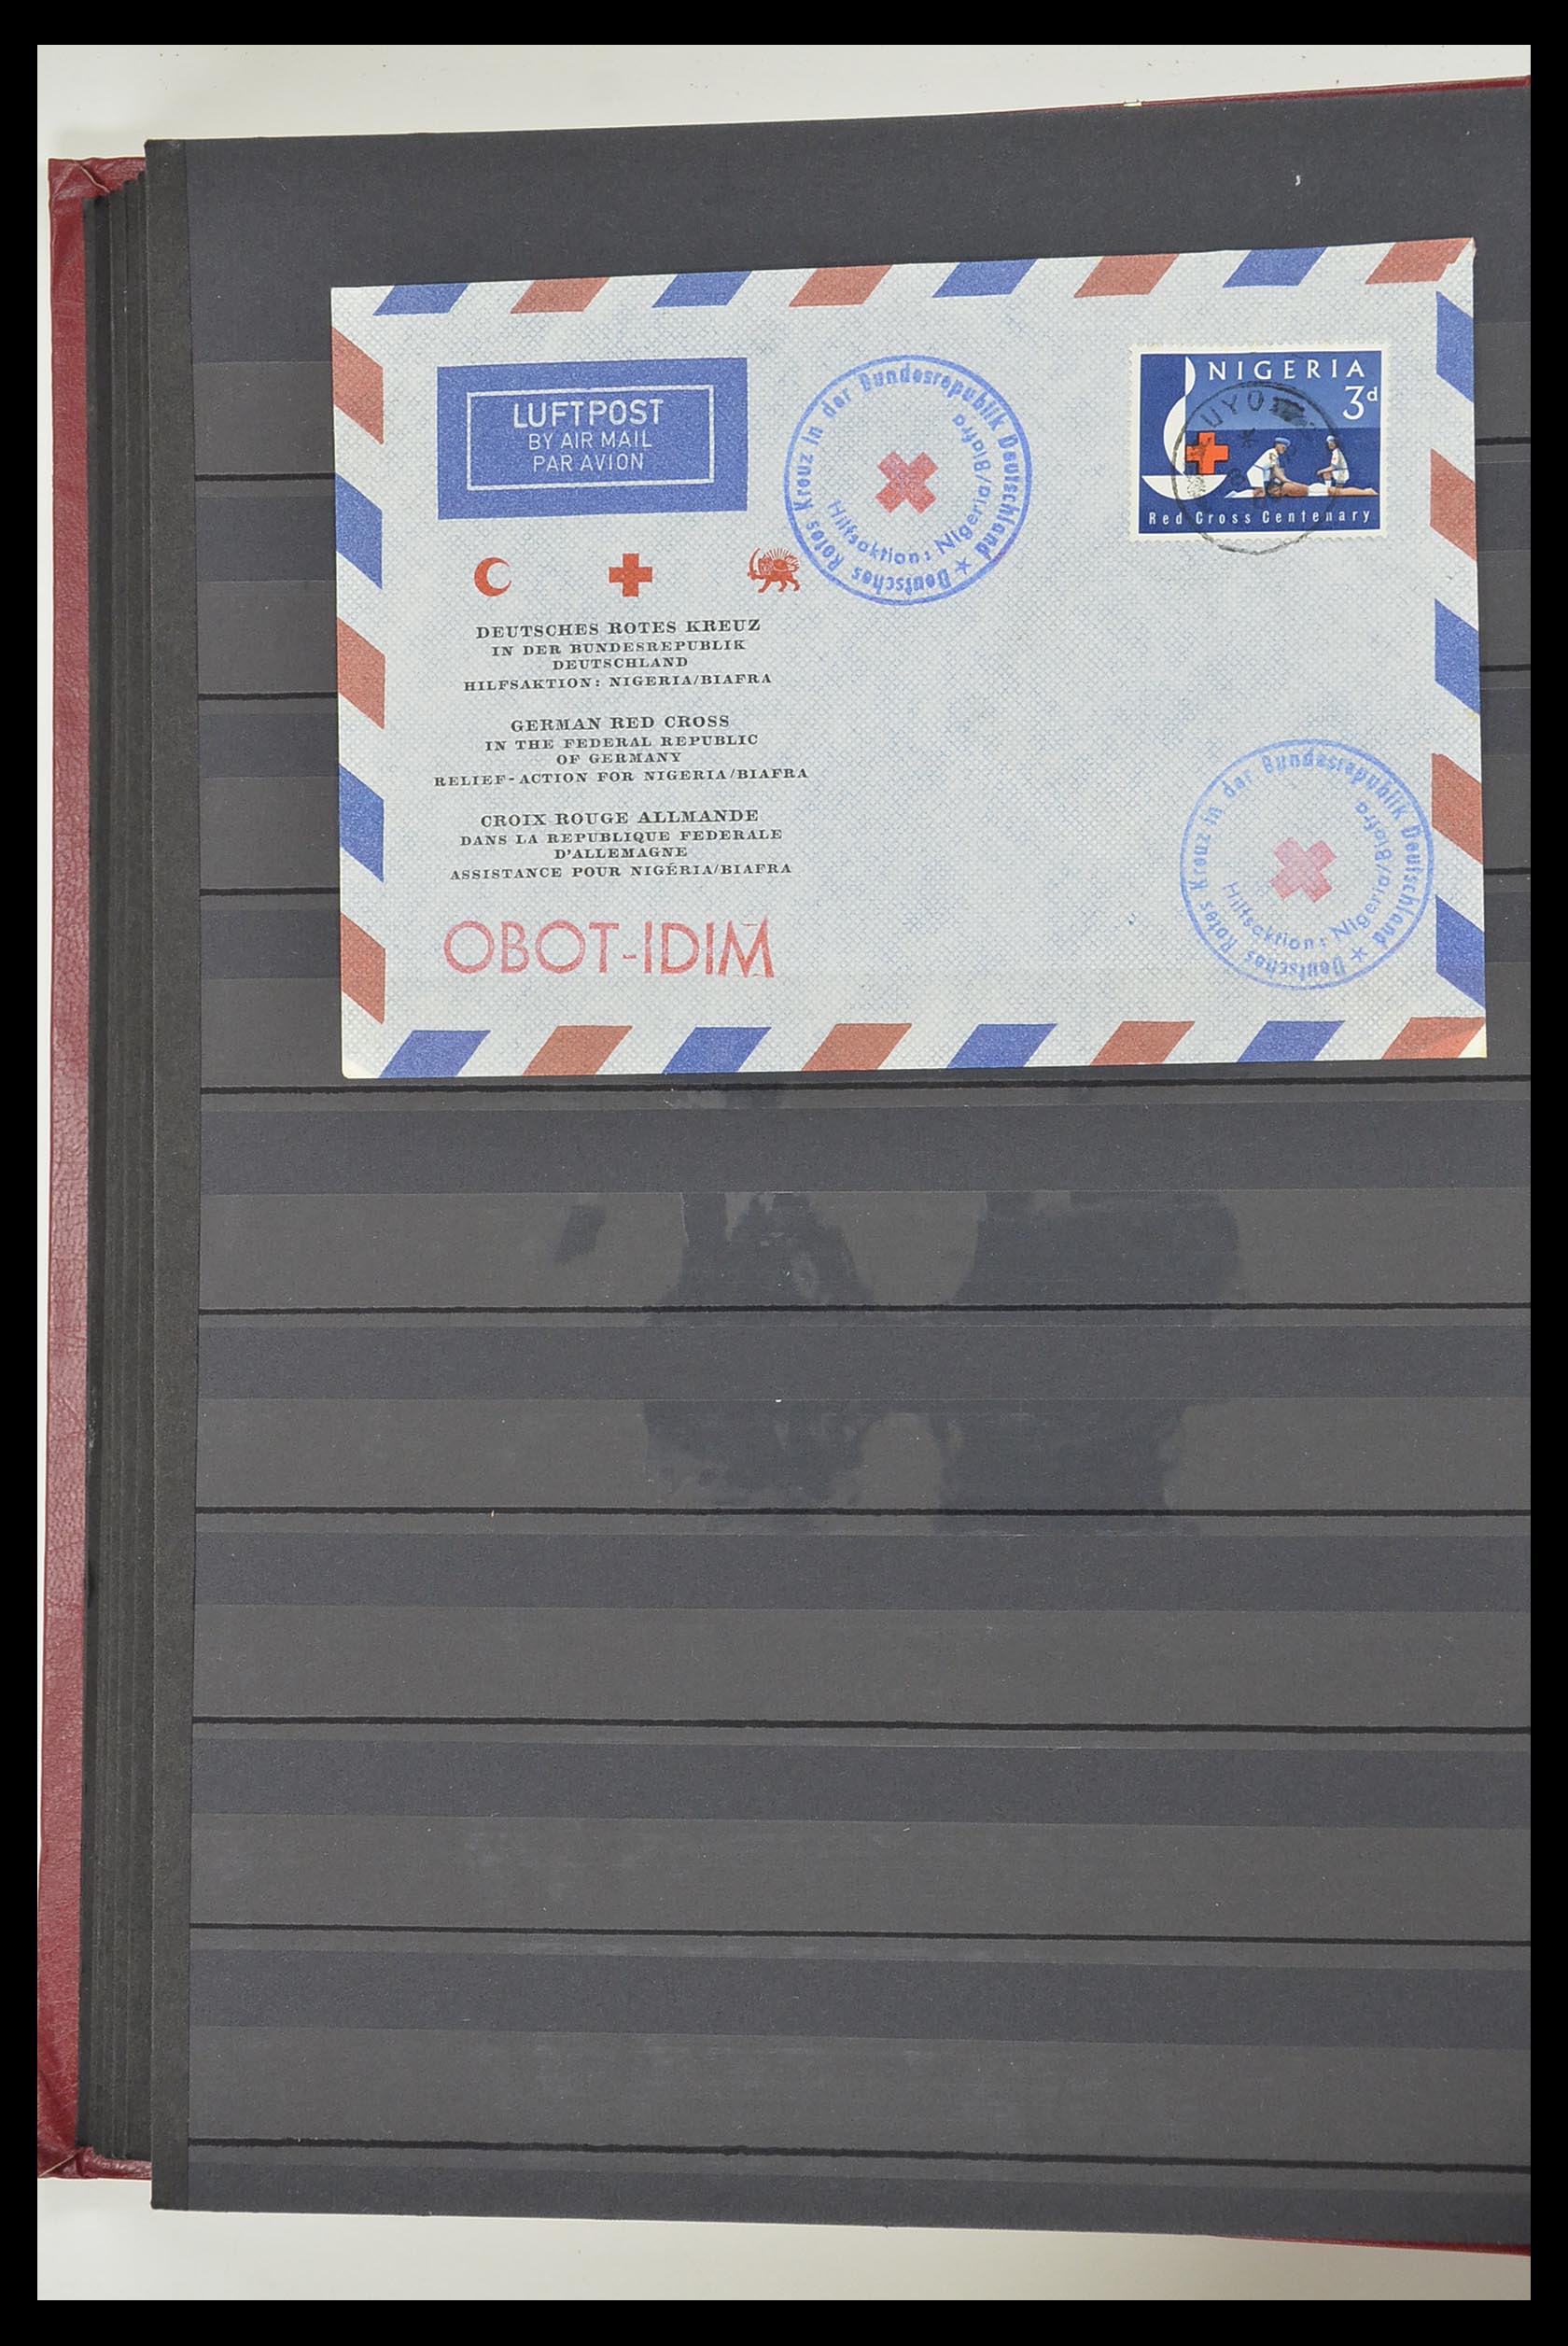 LUFTPOST
BY AIR MAIL
PAR AVION
Deutsches Rotes Kreuz in der Bundesrepublik Deutschland ★
Hilfsaktion: Nigeria/Biafra
NIGERIA
3d
UYO
Red Cross Centenary
DEUTSCHES ROTES KREUZ
IN DER BUNDESREPUBLIK
DEUTSCHLAND
HILFSAKTION: NIGERIA/BIAFRA
GERMAN RED CROSS
IN THE FEDERAL REPUBLIC
OF GERMANY
RELIEF-ACTION FOR NIGERIA/BIAFRA
CROIX ROUGE ALLMANDE
DANS LA REPUBLIQUE FEDERALE
D'ALLEMAGNE
ASSISTANCE POUR NIGÉRIA/BIAFRA
OBOT-IDIM
Deutsches Rotes Kreuz in der Bundesrepublik Deutschland ★
Hilfsaktion: Nigeria/Biafra